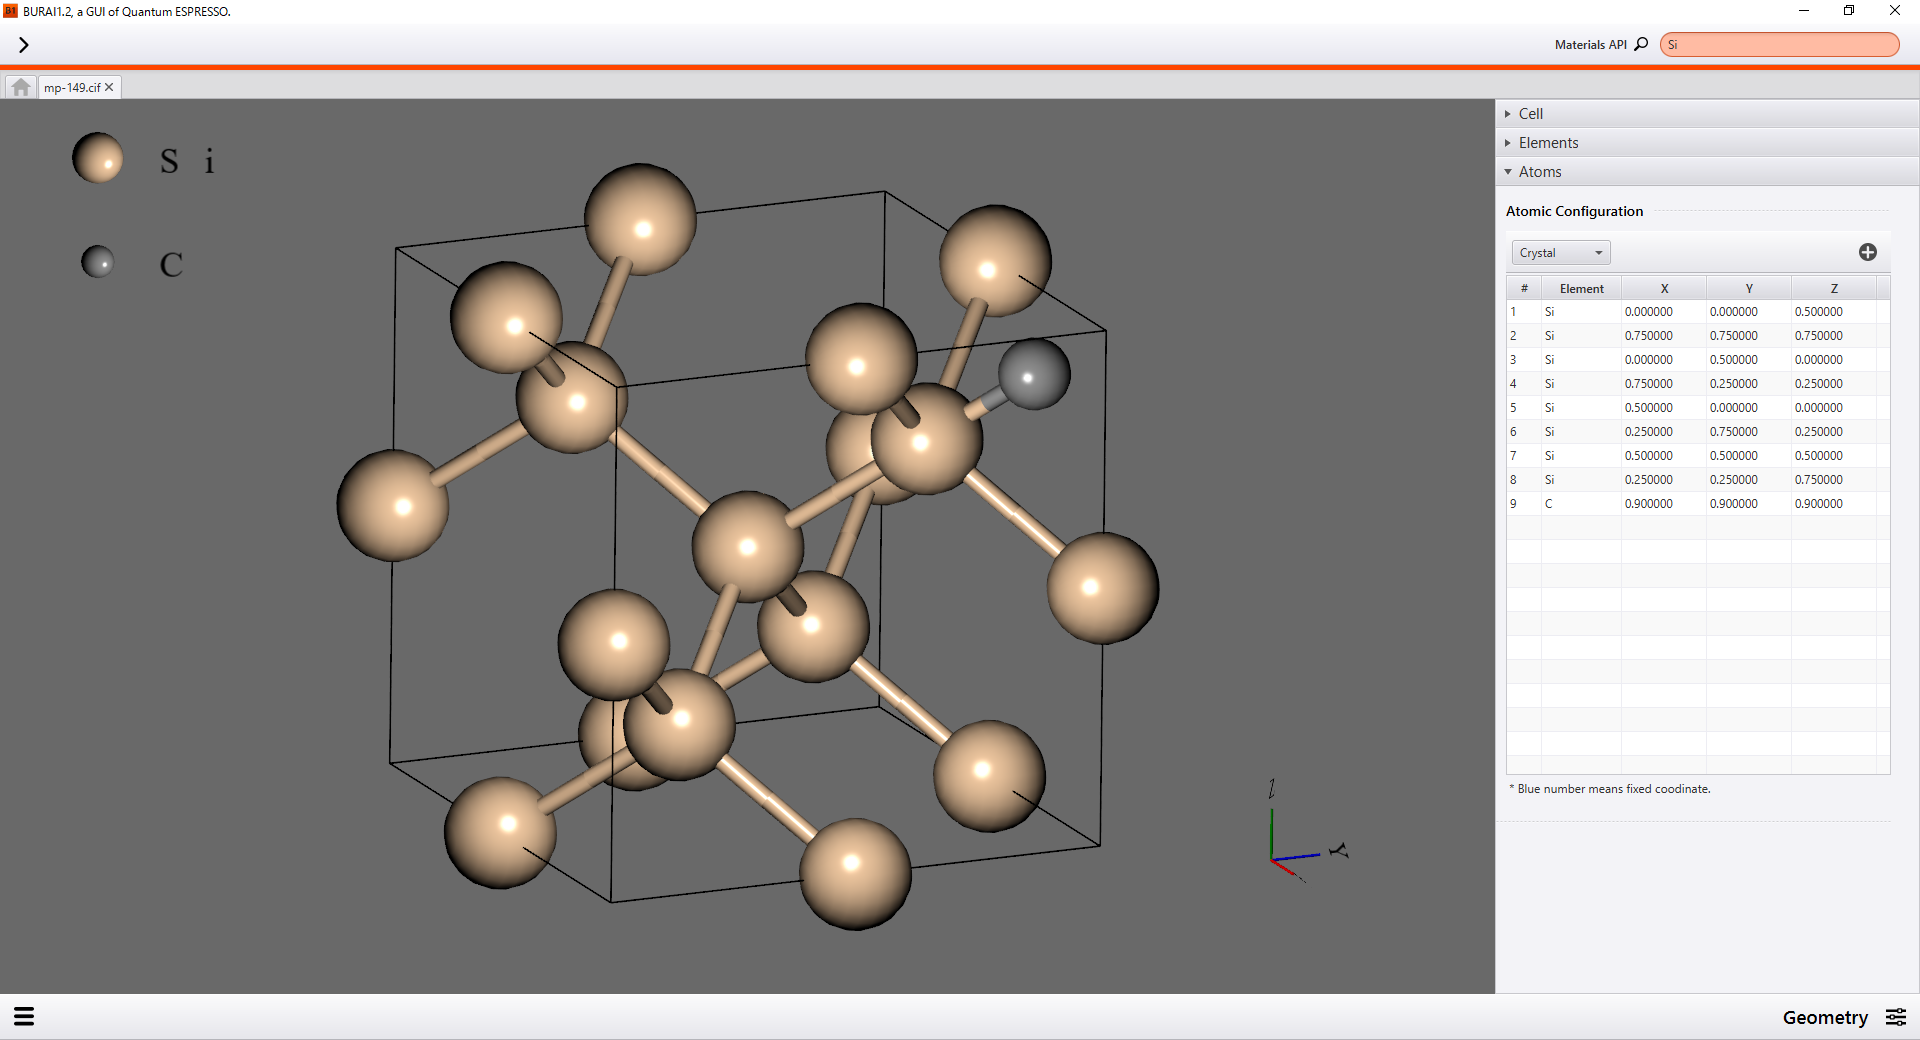 BURAI1.2, a GUI of Quantum ESPRESSO.
Materials API
Si
mp-149.cif
Si
C
Cell
Elements
Atoms
Atomic Configuration
Crystal
# Element X Y Z
1 Si 0.000000 0.000000 0.500000
2 Si 0.750000 0.750000 0.750000
3 Si 0.000000 0.500000 0.000000
4 Si 0.750000 0.250000 0.250000
5 Si 0.500000 0.000000 0.000000
6 Si 0.250000 0.750000 0.250000
7 Si 0.500000 0.500000 0.500000
8 Si 0.250000 0.250000 0.750000
9 C 0.900000 0.900000 0.900000
* Blue number means fixed coodinate.
Z
Y
Geometry